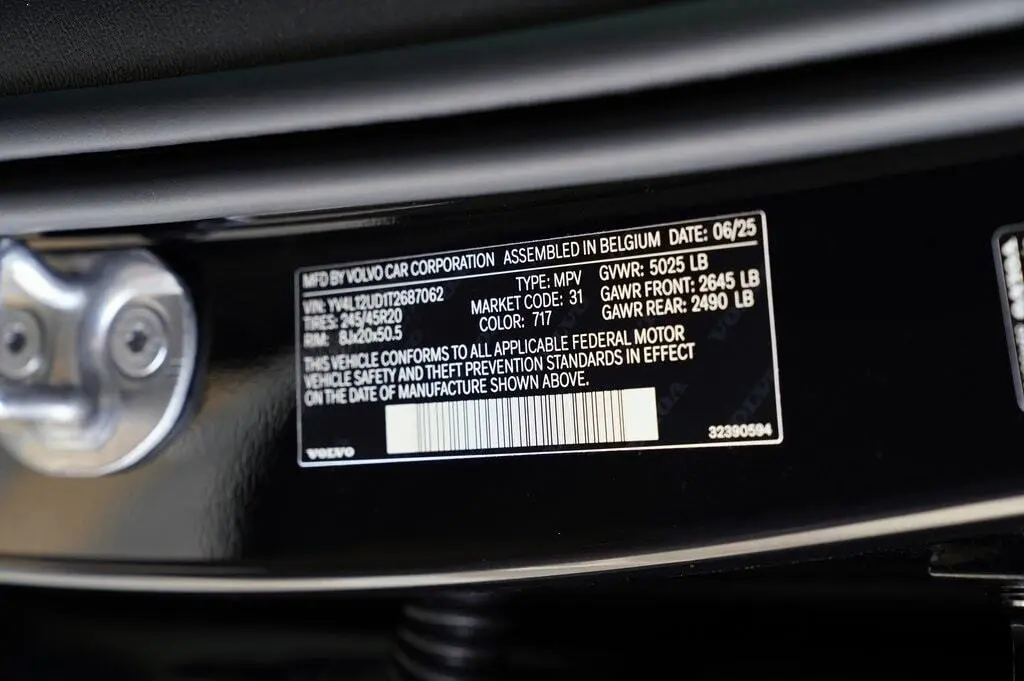 MFD BY VOLVO CAR CORPORATION ASSEMBLED IN BELGIUM DATE: 06/25
VIN: YV4L12UD1T2687062 TYPE: MPV GVWR: 5025 LB
TIRES: 245/45R20 MARKET CODE: 31 GAWR FRONT: 2645 LB
RIM: 8Jx20x50.5 COLOR: 717 GAWR REAR: 2490 LB
THIS VEHICLE CONFORMS TO ALL APPLICABLE FEDERAL MOTOR
VEHICLE SAFETY AND THEFT PREVENTION STANDARDS IN EFFECT
ON THE DATE OF MANUFACTURE SHOWN ABOVE.
VOLVO 32390594